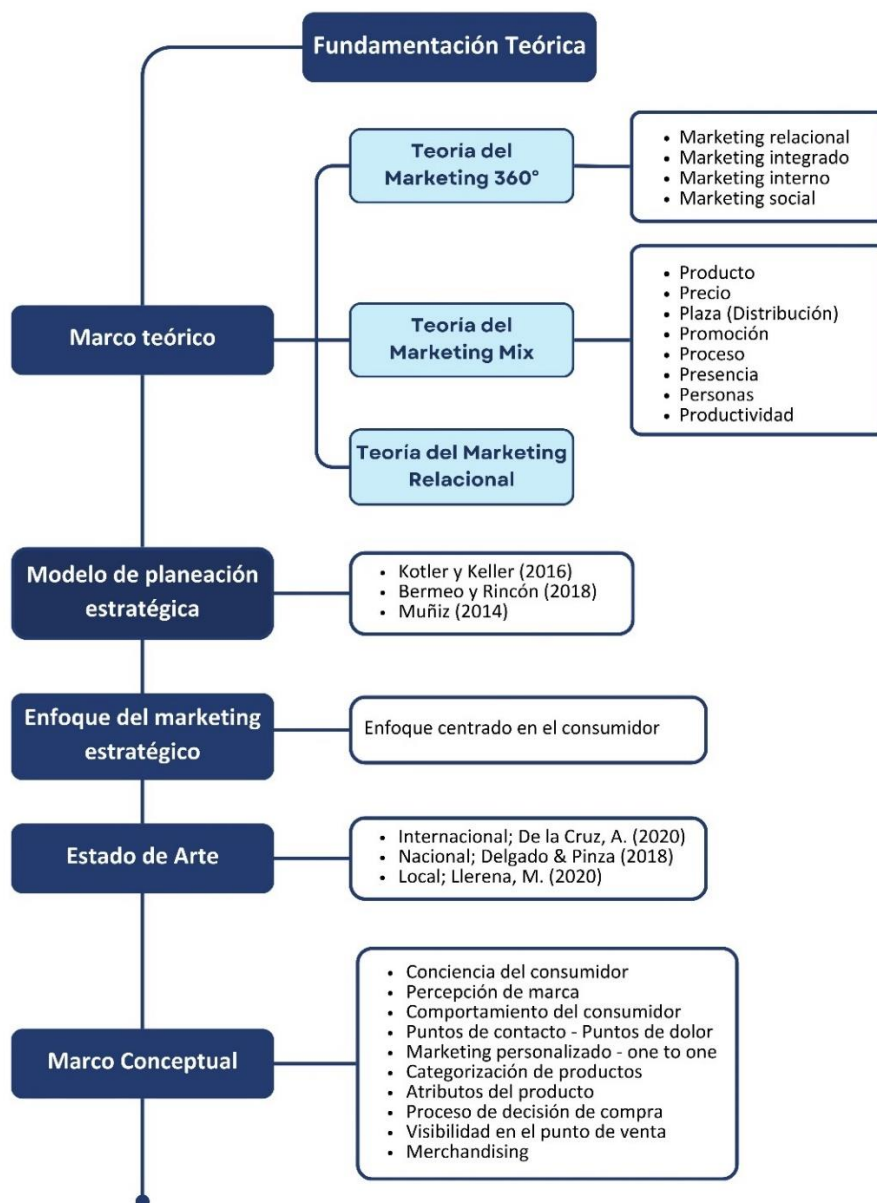 Fundamentación Teórica
Teoría del
Marketing 360°
• Marketing relacional
• Marketing integrado
• Marketing interno
• Marketing social
Marco teórico
Teoría del
Marketing Mix
• Producto
• Precio
• Plaza (Distribución)
• Promoción
• Proceso
• Presencia
• Personas
• Productividad
Teoría del Marketing
Relacional
Modelo de planeación
estratégica
• Kotler y Keller (2016)
• Bermeo y Rincón (2018)
• Muñiz (2014)
Enfoque del marketing
estratégico
Enfoque centrado en el consumidor
Estado de Arte
• Internacional; De la Cruz, A. (2020)
• Nacional; Delgado & Pinza (2018)
• Local; Llerena, M. (2020)
Marco Conceptual
• Conciencia del consumidor
• Percepción de marca
• Comportamiento del consumidor
• Puntos de contacto - Puntos de dolor
• Marketing personalizado - one to one
• Categorización de productos
• Atributos del producto
• Proceso de decisión de compra
• Visibilidad en el punto de venta
• Merchandising